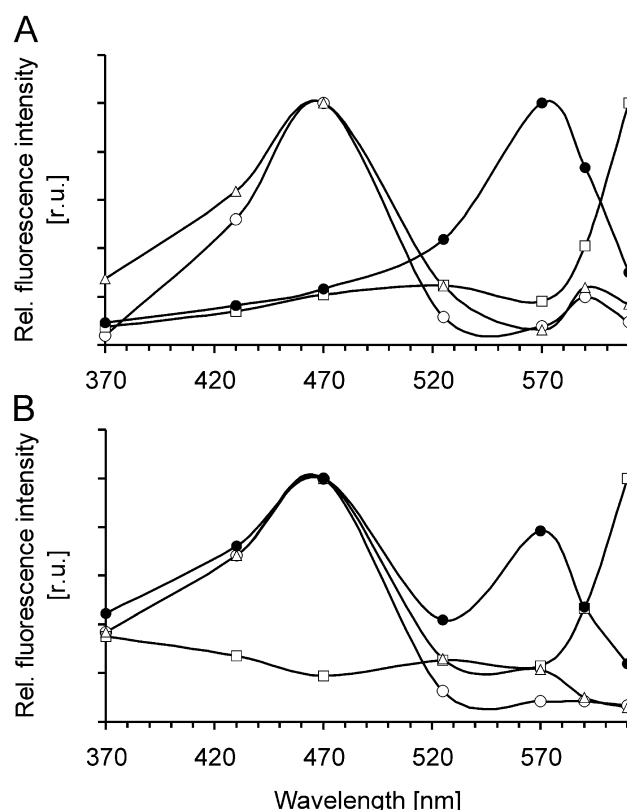 A
Rel. fluorescence intensity
[r.u.]
370 420 470 520 570
B
Rel. fluorescence intensity
[r.u.]
370 420 470 520 570
Wavelength [nm]